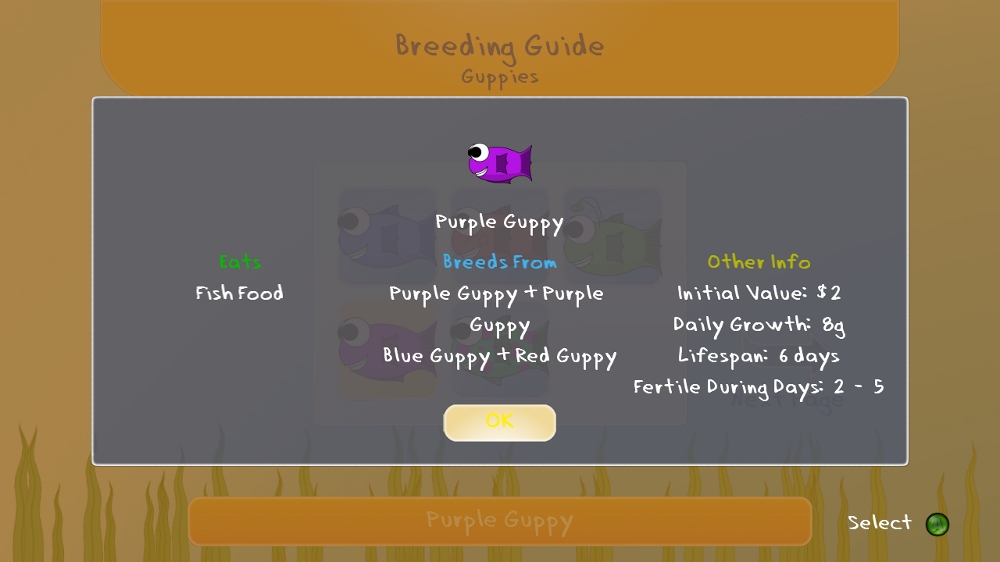 Breeding Guide
Guppies
Purple Guppy
Eats
Fish Food
Breeds From
Purple Guppy + Purple
Guppy
Blue Guppy + Red Guppy
Other Info
Initial Value: $2
Daily Growth: 8g
Lifespan: 6 days
Fertile During Days: 2 - 5
Next Page
OK
Purple Guppy
Select